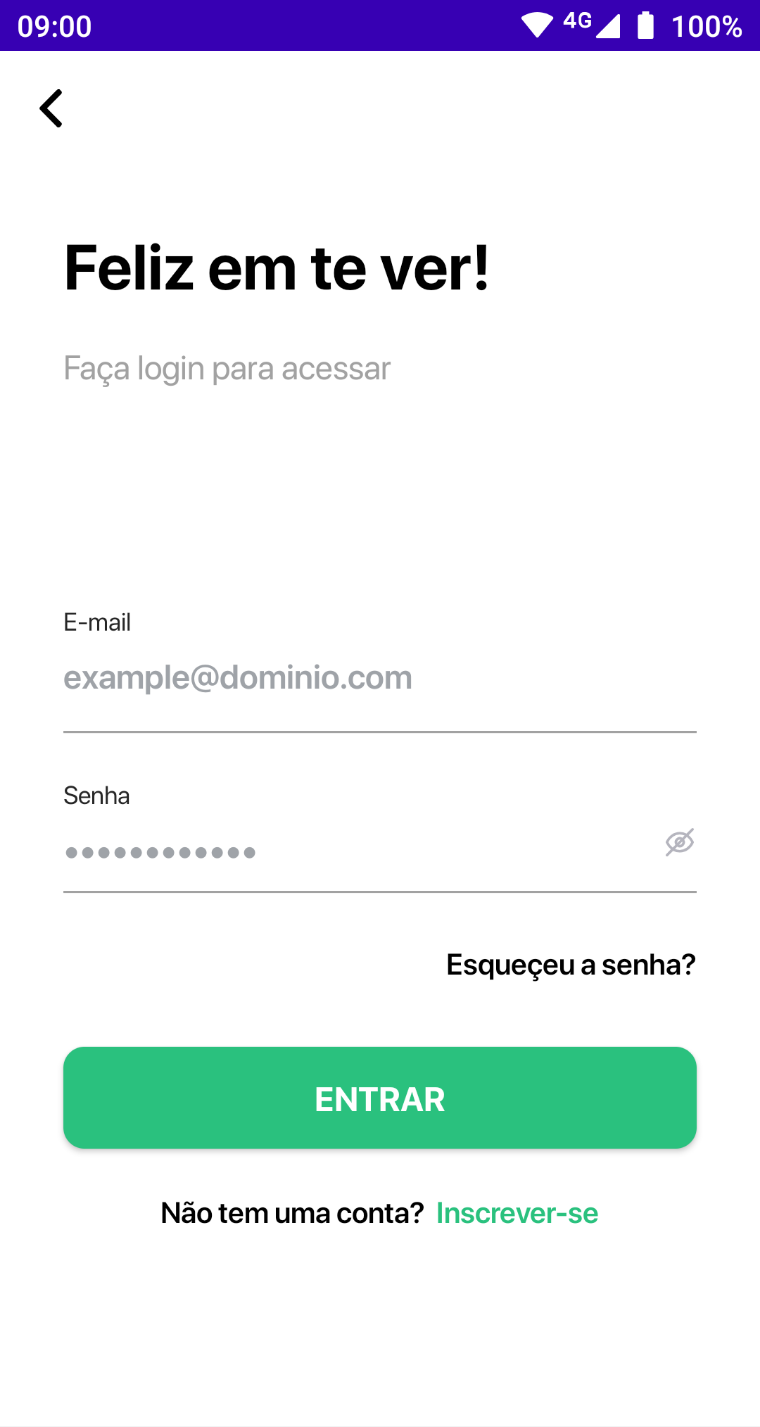 09:00 4G 100%
Feliz em te ver!
Faça login para acessar
E-mail
example@dominio.com
Senha
••••••••••••
Esqueçeu a senha?
ENTRAR
Não tem uma conta? Inscrever-se